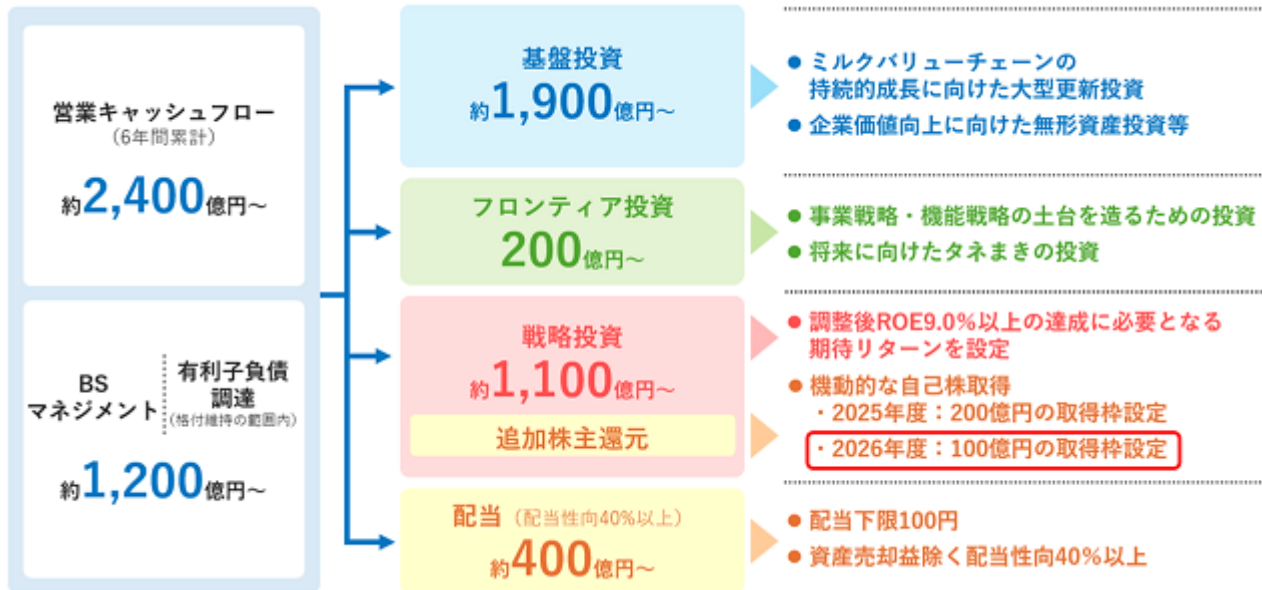 営業キャッシュフロー
（6年間累計）
約2,400億円～
BS
マネジメント
有利子負債
調達
（格付維持の範囲内）
約1,200億円～
基盤投資
約1,900億円～
● ミルクバリューチェーンの
持続的成長に向けた大型更新投資
● 企業価値向上に向けた無形資産投資等
フロンティア投資
200億円～
● 事業戦略・機能戦略の土台を造るための投資
● 将来に向けたタネまきの投資
戦略投資
約1,100億円～
追加株主還元
● 調整後ROE9.0%以上の達成に必要となる
期待リターンを設定
● 機動的な自己株取得
・2025年度：200億円の取得枠設定
・2026年度：100億円の取得枠設定
配当（配当性向40%以上）
約400億円～
● 配当下限100円
● 資産売却益除く配当性向40%以上